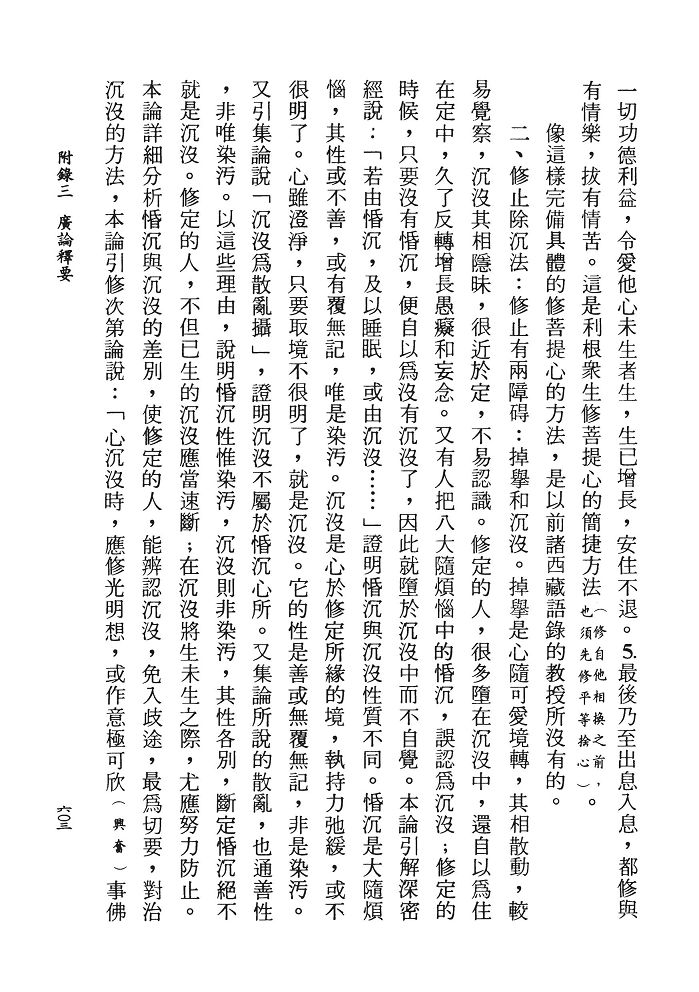 一切功德利益，令愛他心未生者生，生已增長，安住不退。5.最後乃至出息入息，都修與
有情樂，拔有情苦。這是利根衆生修菩提心的簡捷方法（修自他相換之前，也須先修平等捨心）。
像這樣完備具體的修菩提心的方法，是以前諸西藏語錄的教授所沒有的。
二、修止除沉法：修止有兩障碍：掉舉和沉沒。掉舉是心隨可愛境轉，其相散動，較
易覺察，沉沒其相隱昧，很近於定，不易認識。修定的人，很多墮在沉沒中，還自以爲住
在定中，久了反轉增長愚癡和妄念。又有人把八大隨煩惱中的惛沉，誤認爲沉沒；修定的
時候，只要沒有惛沉，便自以爲沒有沉沒了，因此就墮於沉沒中而不自覺。本論引解深密
經說：「若由惛沉，及以睡眠，或由沉沒……」證明惛沉與沉沒性質不同。惛沉是大隨煩
惱，其性或不善，或有覆無記，唯是染污。沉沒是心於修定所緣的境，執持力弛緩，或不
很明了。心雖澄淨，只要取境不很明了，就是沉沒。它的性是善或無覆無記，非是染污。
又引集論說「沉沒爲散亂攝」，證明沉沒不屬於惛沉心所。又集論所說的散亂，也通善性
，非唯染污。以這些理由，說明惛沉性惟染污，沉沒則非染污，其性各別，斷定惛沉絕不
就是沉沒。修定的人，不但已生的沉沒應當速斷；在沉沒將生未生之際，尤應努力防止。
本論詳細分析惛沉與沉沒的差別，使修定的人，能辨認沉沒，免入歧途，最爲切要，對治
沉沒的方法，本論引修次第論說：「心沉沒時，應修光明想，或作意極可欣（興奮）事佛
附錄三　廣論釋要
六〇三